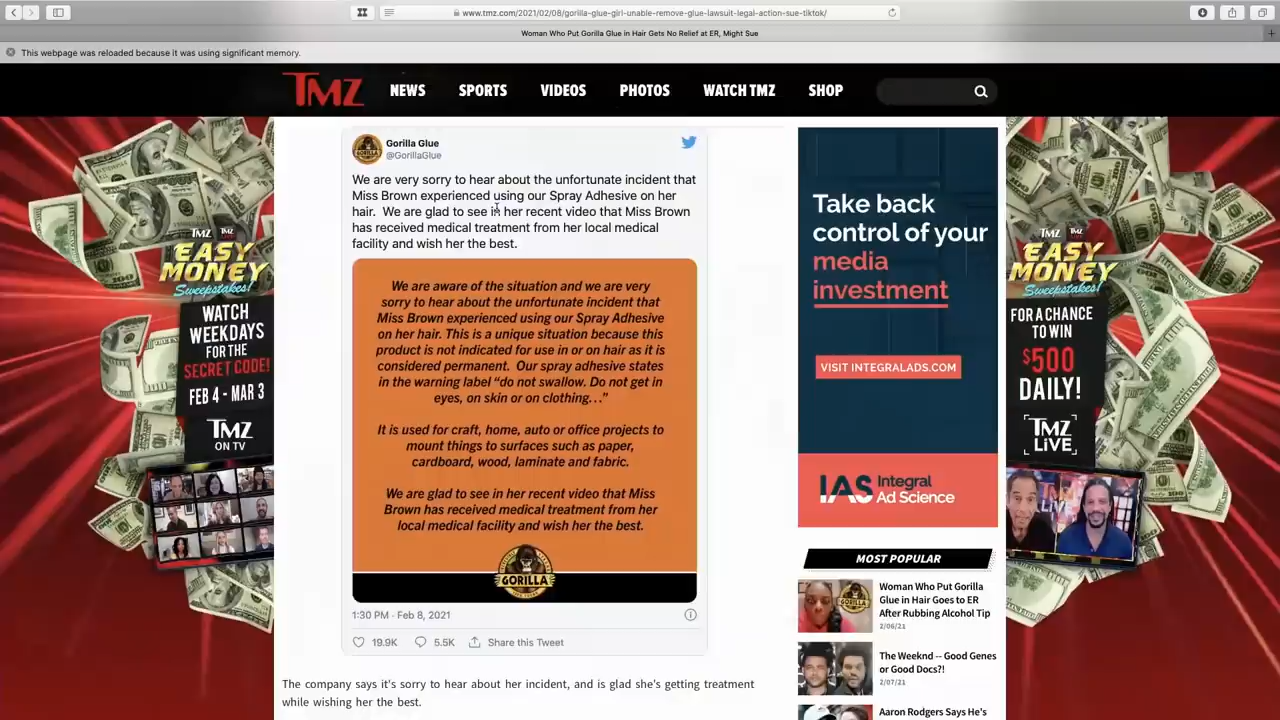 www.tmz.com/2021/02/08/gorilla-glue-girl-unable-remove-glue-lawsuit-legal-action-sue-tiktok/
Woman Who Put Gorilla Glue in Hair Gets No Relief at ER, Might Sue
This webpage was reloaded because it was using significant memory.
TMZ
NEWS
SPORTS
VIDEOS
PHOTOS
WATCH TMZ
SHOP
TMZ TMZ
EASY
MONEY
Sweepstakes!
WATCH
WEEKDAYS
FOR THE
SECRET CODE!
FEB 4 - MAR 3
TMZ
ON TV
Gorilla Glue
@GorillaGlue
We are very sorry to hear about the unfortunate incident that
Miss Brown experienced using our Spray Adhesive on her
hair. We are glad to see in her recent video that Miss Brown
has received medical treatment from her local medical
facility and wish her the best.
We are aware of the situation and we are very
sorry to hear about the unfortunate incident that
Miss Brown experienced using our Spray Adhesive
on her hair. This is a unique situation because this
product is not indicated for use in or on hair as it is
considered permanent. Our spray adhesive states
in the warning label “do not swallow. Do not get in
eyes, on skin or on clothing...”
It is used for craft, home, auto or office projects to
mount things to surfaces such as paper,
cardboard, wood, laminate and fabric.
We are glad to see in her recent video that Miss
Brown has received medical treatment from her
local medical facility and wish her the best.
GORILLA
1:30 PM · Feb 8, 2021
19.9K
5.5K
Share this Tweet
The company says it's sorry to hear about her incident, and is glad she's getting treatment
while wishing her the best.
Take back
control of your
media
investment
VISIT INTEGRALADS.COM
IAS Integral
Ad Science
MOST POPULAR
Woman Who Put Gorilla
Glue in Hair Goes to ER
After Rubbing Alcohol Tip
2/06/21
The Weeknd -- Good Genes
or Good Docs?!
2/07/21
Aaron Rodgers Says He's
TMZ TMZ
EASY
MONEY
Sweepstakes!
FOR A CHANCE
TO WIN
$500
DAILY!
TMZ
LIVE